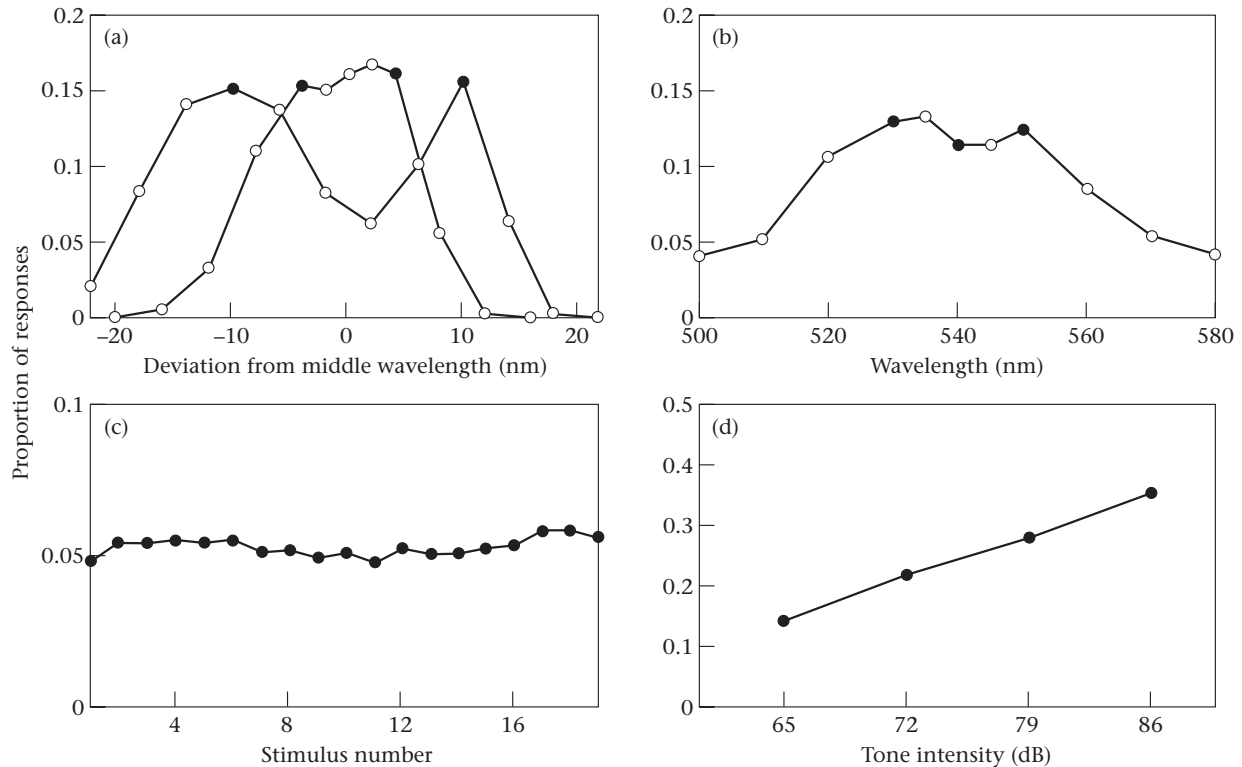 Proportion of responses
(a)
0.2
0.15
0.1
0.05
0
–20 –10 0 10 20
Deviation from middle wavelength (nm)
(b)
0.2
0.15
0.1
0.05
0
500 520 540 560 580
Wavelength (nm)
(c)
0.1
0.05
0
4 8 12 16
Stimulus number
(d)
0.5
0.4
0.3
0.2
0.1
0
65 72 79 86
Tone intensity (dB)